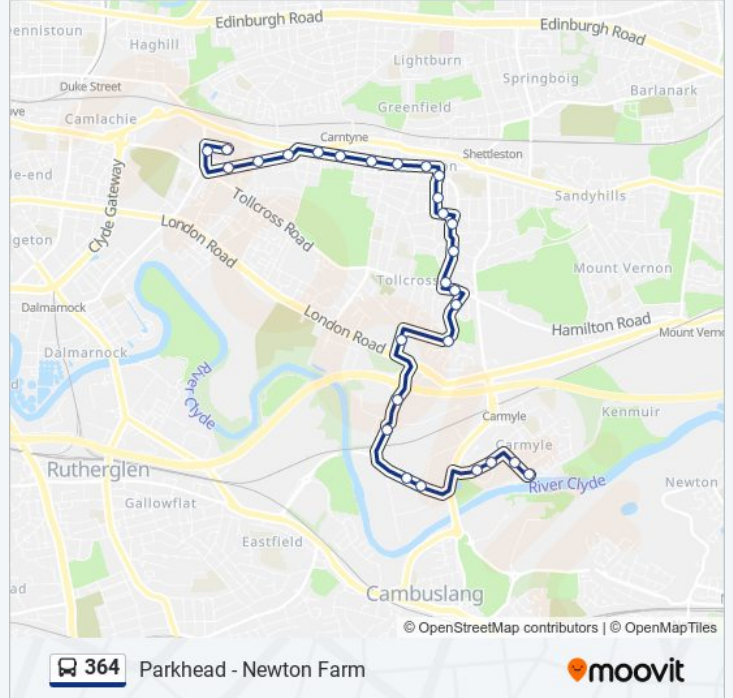 ennistoun
Edinburgh Road
Edinburgh Road
Haghill
Lightburn
Springboig
Duke Street
Barlanark
Greenfield
Camlachie
Carntyne
Shettleston
le-end
Sandyhills
Clyde Gateway
Tollcross Road
London Road
geton
Mount Vernon
Tollcross
Dalmarnock
London Road
Hamilton Road
Mount Verno
Dalmarnock
River Clyde
Carmyle
Kenmuir
Carmyle
Rutherglen
River Clyde
Newton
Gallowflat
Eastfield
ad
Cambuslang
© OpenStreetMap contributors | © OpenMapTiles
364 Parkhead - Newton Farm
moovit